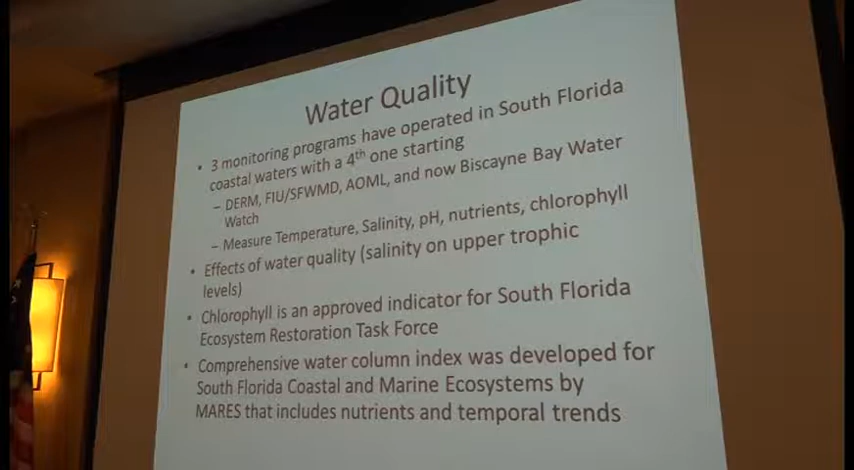 Water Quality
• 3 monitoring programs have operated in South Florida
coastal waters with a 4th one starting
– DERM, FIU/SFWMD, AOML, and now Biscayne Bay Water
Watch
– Measure Temperature, Salinity, pH, nutrients, chlorophyll
• Effects of water quality (salinity on upper trophic
levels)
• Chlorophyll is an approved indicator for South Florida
Ecosystem Restoration Task Force
• Comprehensive water column index was developed for
South Florida Coastal and Marine Ecosystems by
MARES that includes nutrients and temporal trends